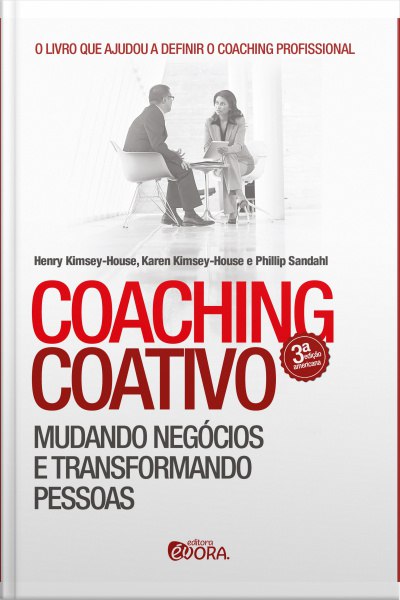 O LIVRO QUE AJUDOU A DEFINIR O COACHING PROFISSIONAL
Henry Kimsey-House, Karen Kimsey-House e Phillip Sandahl
COACHING
COATIVO
3ª
edição
americana
MUDANDO NEGÓCIOS
E TRANSFORMANDO
PESSOAS
editora
ÉVORA.